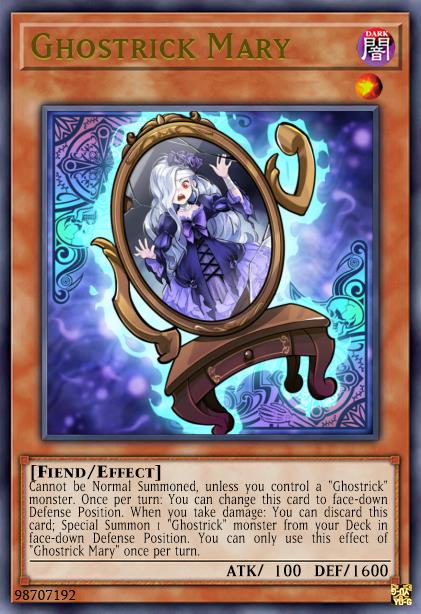 Ghostrick Mary
DARK
闇
[Fiend/Effect]
Cannot be Normal Summoned, unless you control a "Ghostrick"
monster. Once per turn: You can change this card to face-down
Defense Position. When you take damage: You can discard this
card; Special Summon 1 "Ghostrick" monster from your Deck in
face-down Defense Position. You can only use this effect of
"Ghostrick Mary" once per turn.
ATK/ 100 DEF/1600
98707192